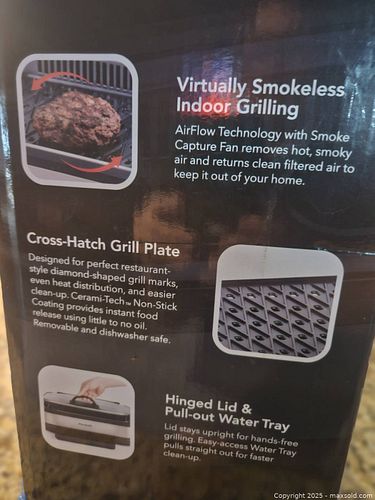 Virtually Smokeless
Indoor Grilling
AirFlow Technology with Smoke
Capture Fan removes hot, smoky
air and returns clean filtered air to
keep it out of your home.
Cross-Hatch Grill Plate
Designed for perfect restaurant-
style diamond-shaped grill marks,
even heat distribution, and easier
clean-up. Cerami-Tech™ Non-Stick
Coating provides instant food
release using little to no oil.
Removable and dishwasher safe.
Hinged Lid &
Pull-out Water Tray
Lid stays upright for hands-free
grilling. Easy-access Water Tray
pulls straight out for faster
clean-up.
Copyright 2025 - maxsold.com